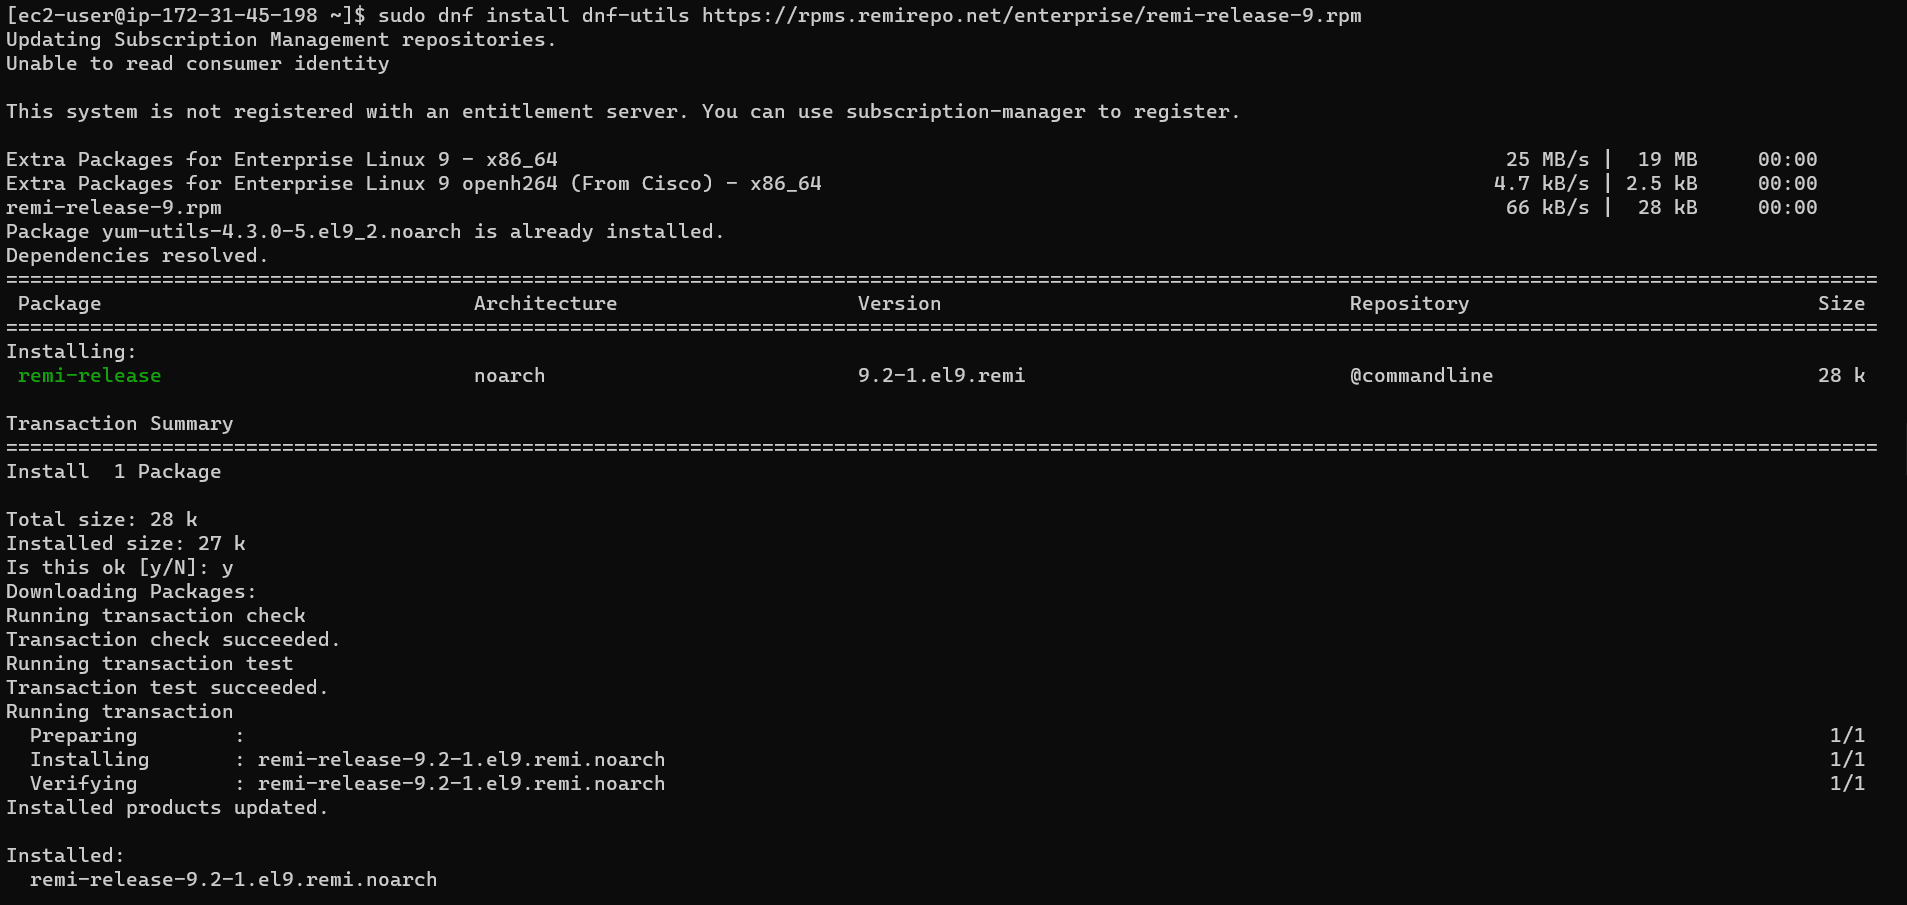 [ec2-user@ip-172-31-45-198 ~]$ sudo dnf install dnf-utils https://rpms.remirepo.net/enterprise/remi-release-9.rpm
Updating Subscription Management repositories.
Unable to read consumer identity
This system is not registered with an entitlement server. You can use subscription-manager to register.
Extra Packages for Enterprise Linux 9 - x86_64 25 MB/s | 19 MB 00:00
Extra Packages for Enterprise Linux 9 openh264 (From Cisco) - x86_64 4.7 kB/s | 2.5 kB 00:00
remi-release-9.rpm 66 kB/s | 28 kB 00:00
Package yum-utils-4.3.0-5.el9_2.noarch is already installed.
Dependencies resolved.
============================================================================================================================================================
Package Architecture Version Repository Size
============================================================================================================================================================
Installing:
remi-release noarch 9.2-1.el9.remi @commandline 28 k
Transaction Summary
============================================================================================================================================================
Install 1 Package
Total size: 28 k
Installed size: 27 k
Is this ok [y/N]: y
Downloading Packages:
Running transaction check
Transaction check succeeded.
Running transaction test
Transaction test succeeded.
Running transaction
Preparing : 1/1
Installing : remi-release-9.2-1.el9.remi.noarch 1/1
Verifying : remi-release-9.2-1.el9.remi.noarch 1/1
Installed products updated.
Installed:
remi-release-9.2-1.el9.remi.noarch